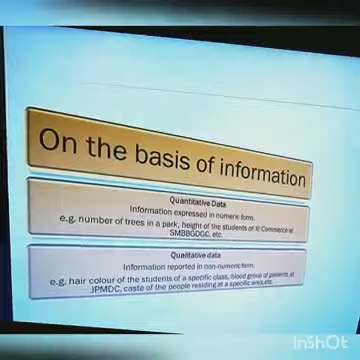 On the basis of information
Quantitative Data
Information expressed in numeric form.
e.g. number of trees in a park, height of the students of XI Commerce at
SMBBGDGC, etc.
Qualitative data
Information reported in non-numeric form.
e.g. hair colour of the students of a specific class, blood group of patients at
JPMDC, caste of the people residing at a specific area,etc.
InShOt